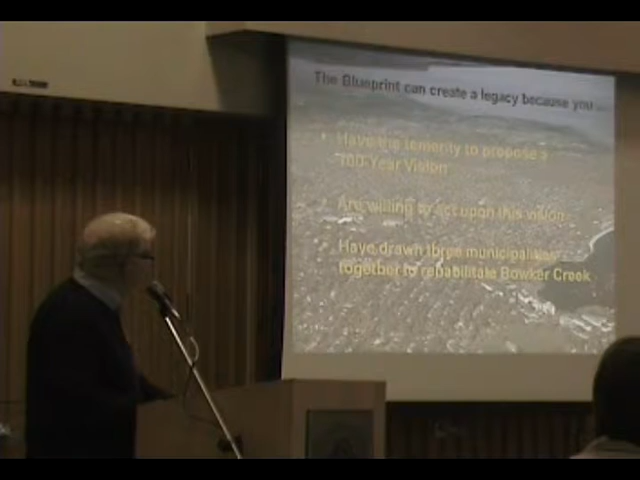 The Blueprint can create a legacy because you ...
• Have the temerity to propose a
100-Year Vision
Are willing to act upon this vision
Have drawn three municipalities
together to rehabilitate Bowker Creek